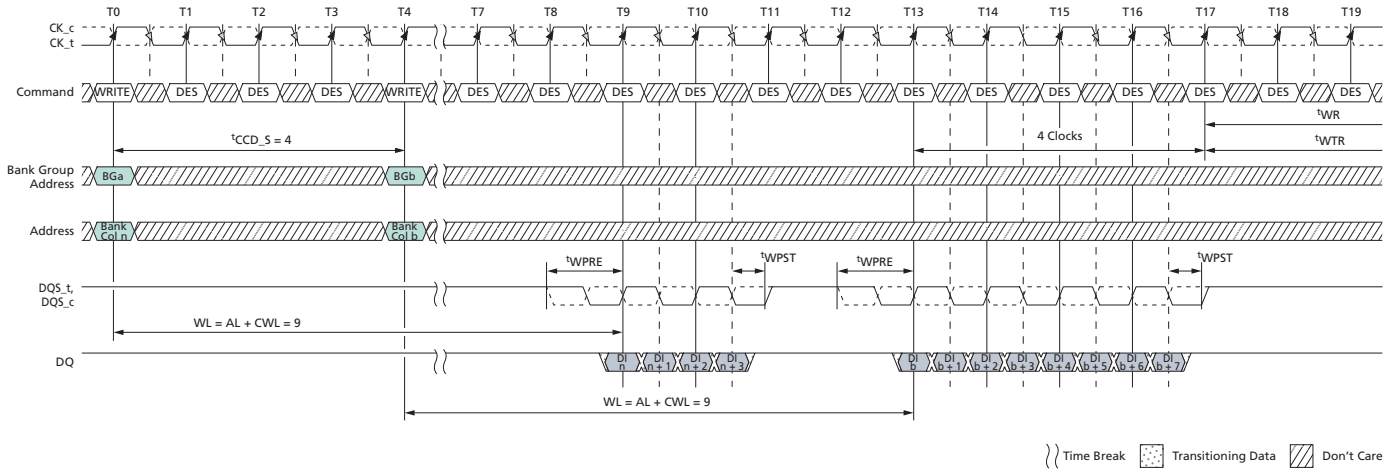 T0 T1 T2 T3 T4 T7 T8 T9 T10 T11 T12 T13 T14 T15 T16 T17 T18 T19
CK_c
CK_t
Command WRITE DES DES DES WRITE DES DES DES DES DES DES DES DES DES DES DES DES DES
tWR
tCCD_S = 4 4 Clocks tWTR
Bank Group
Address BGa BGb
Address Bank
Col n Bank
Col b
tWPRE tWPST tWPRE tWPST
DQS_t,
DQS_c
WL = AL + CWL = 9
DQ DI
n DI
n + 1 DI
n + 2 DI
n + 3 DI
b DI
b + 1 DI
b + 2 DI
b + 3 DI
b + 4 DI
b + 5 DI
b + 6 DI
b + 7
WL = AL + CWL = 9
Time Break Transitioning Data Don't Care